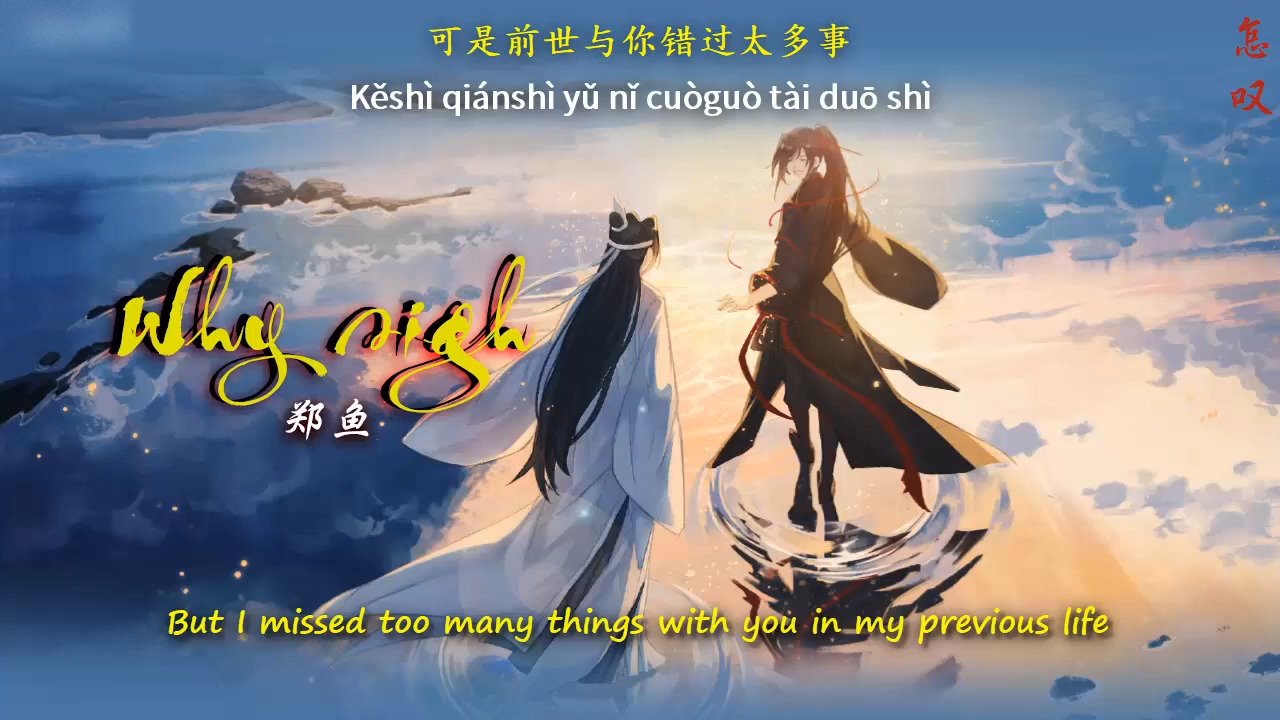 可是前世与你错过太多事
Kěshì qiánshì yǔ nǐ cuòguò tài duō shì
怎叹
Why sigh
郑鱼
But I missed too many things with you in my previous life